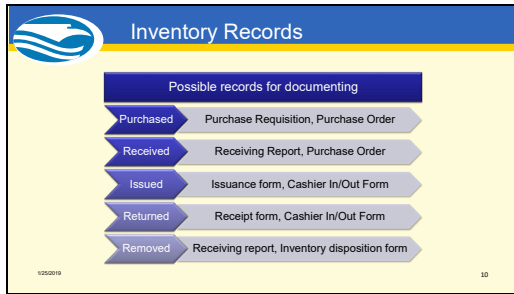 Inventory Records
Possible records for documenting
Purchased Purchase Requisition, Purchase Order
Received Receiving Report, Purchase Order
Issued Issuance form, Cashier In/Out Form
Returned Receipt form, Cashier In/Out Form
Removed Receiving report, Inventory disposition form
1/25/2019 10